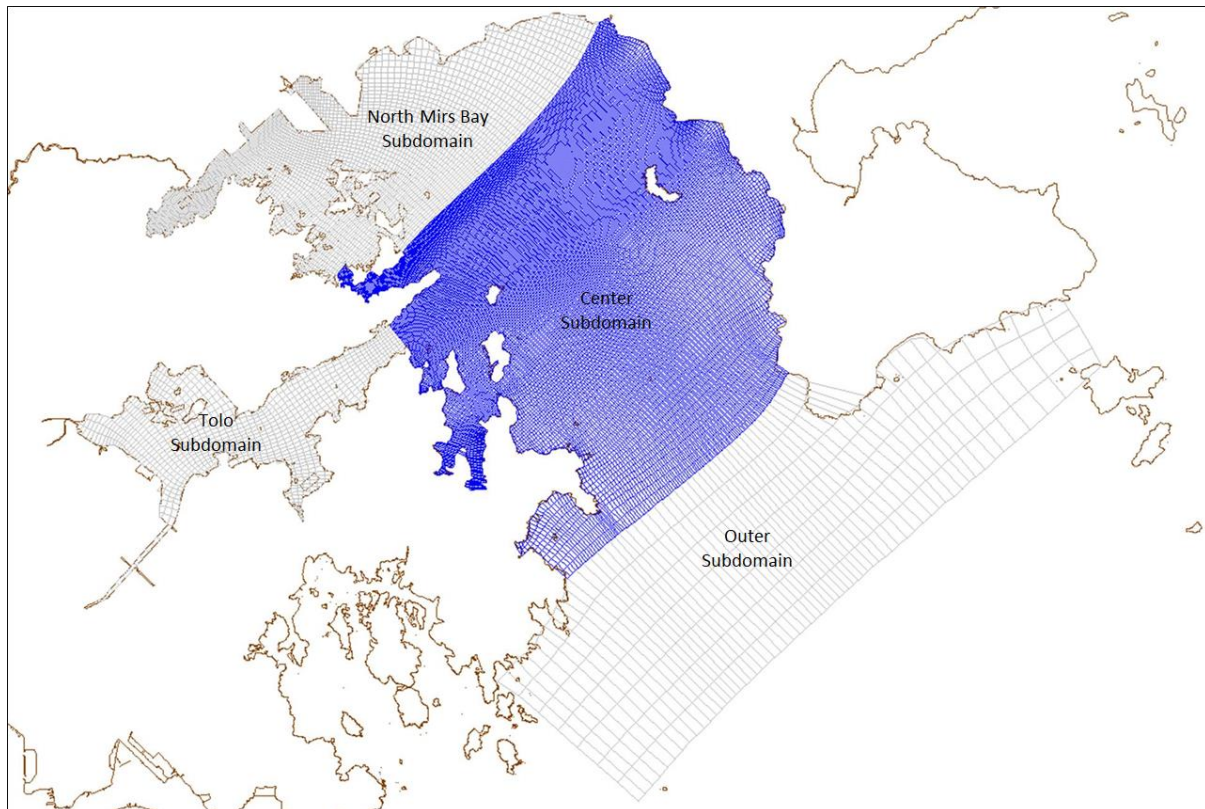 North Mirs Bay
Subdomain
Center
Subdomain
Tolo
Subdomain
Outer
Subdomain